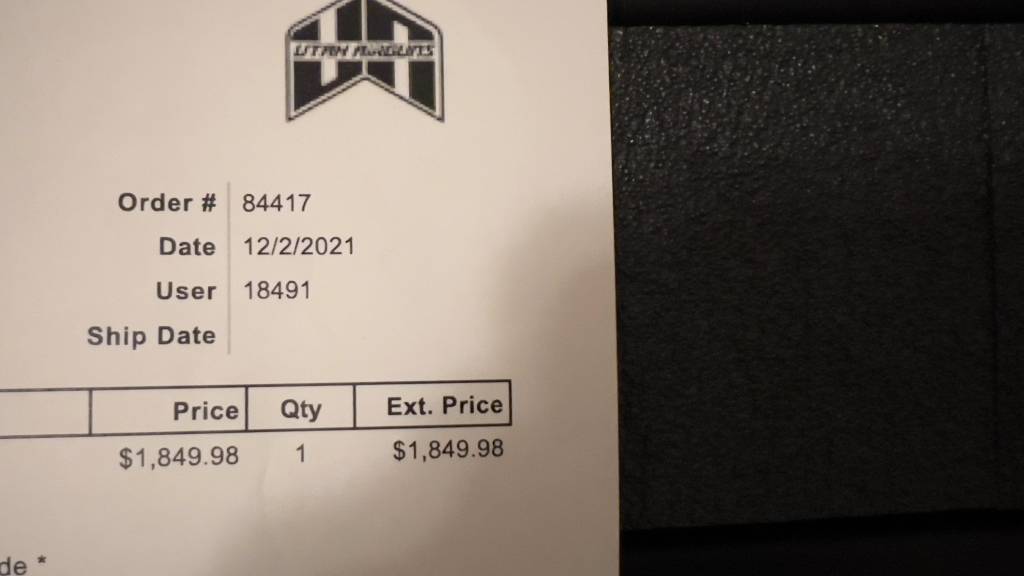 UTAH AIRGUNS
Order # 84417
Date 12/2/2021
User 18491
Ship Date
Price Qty Ext. Price
$1,849.98 1 $1,849.98
de *